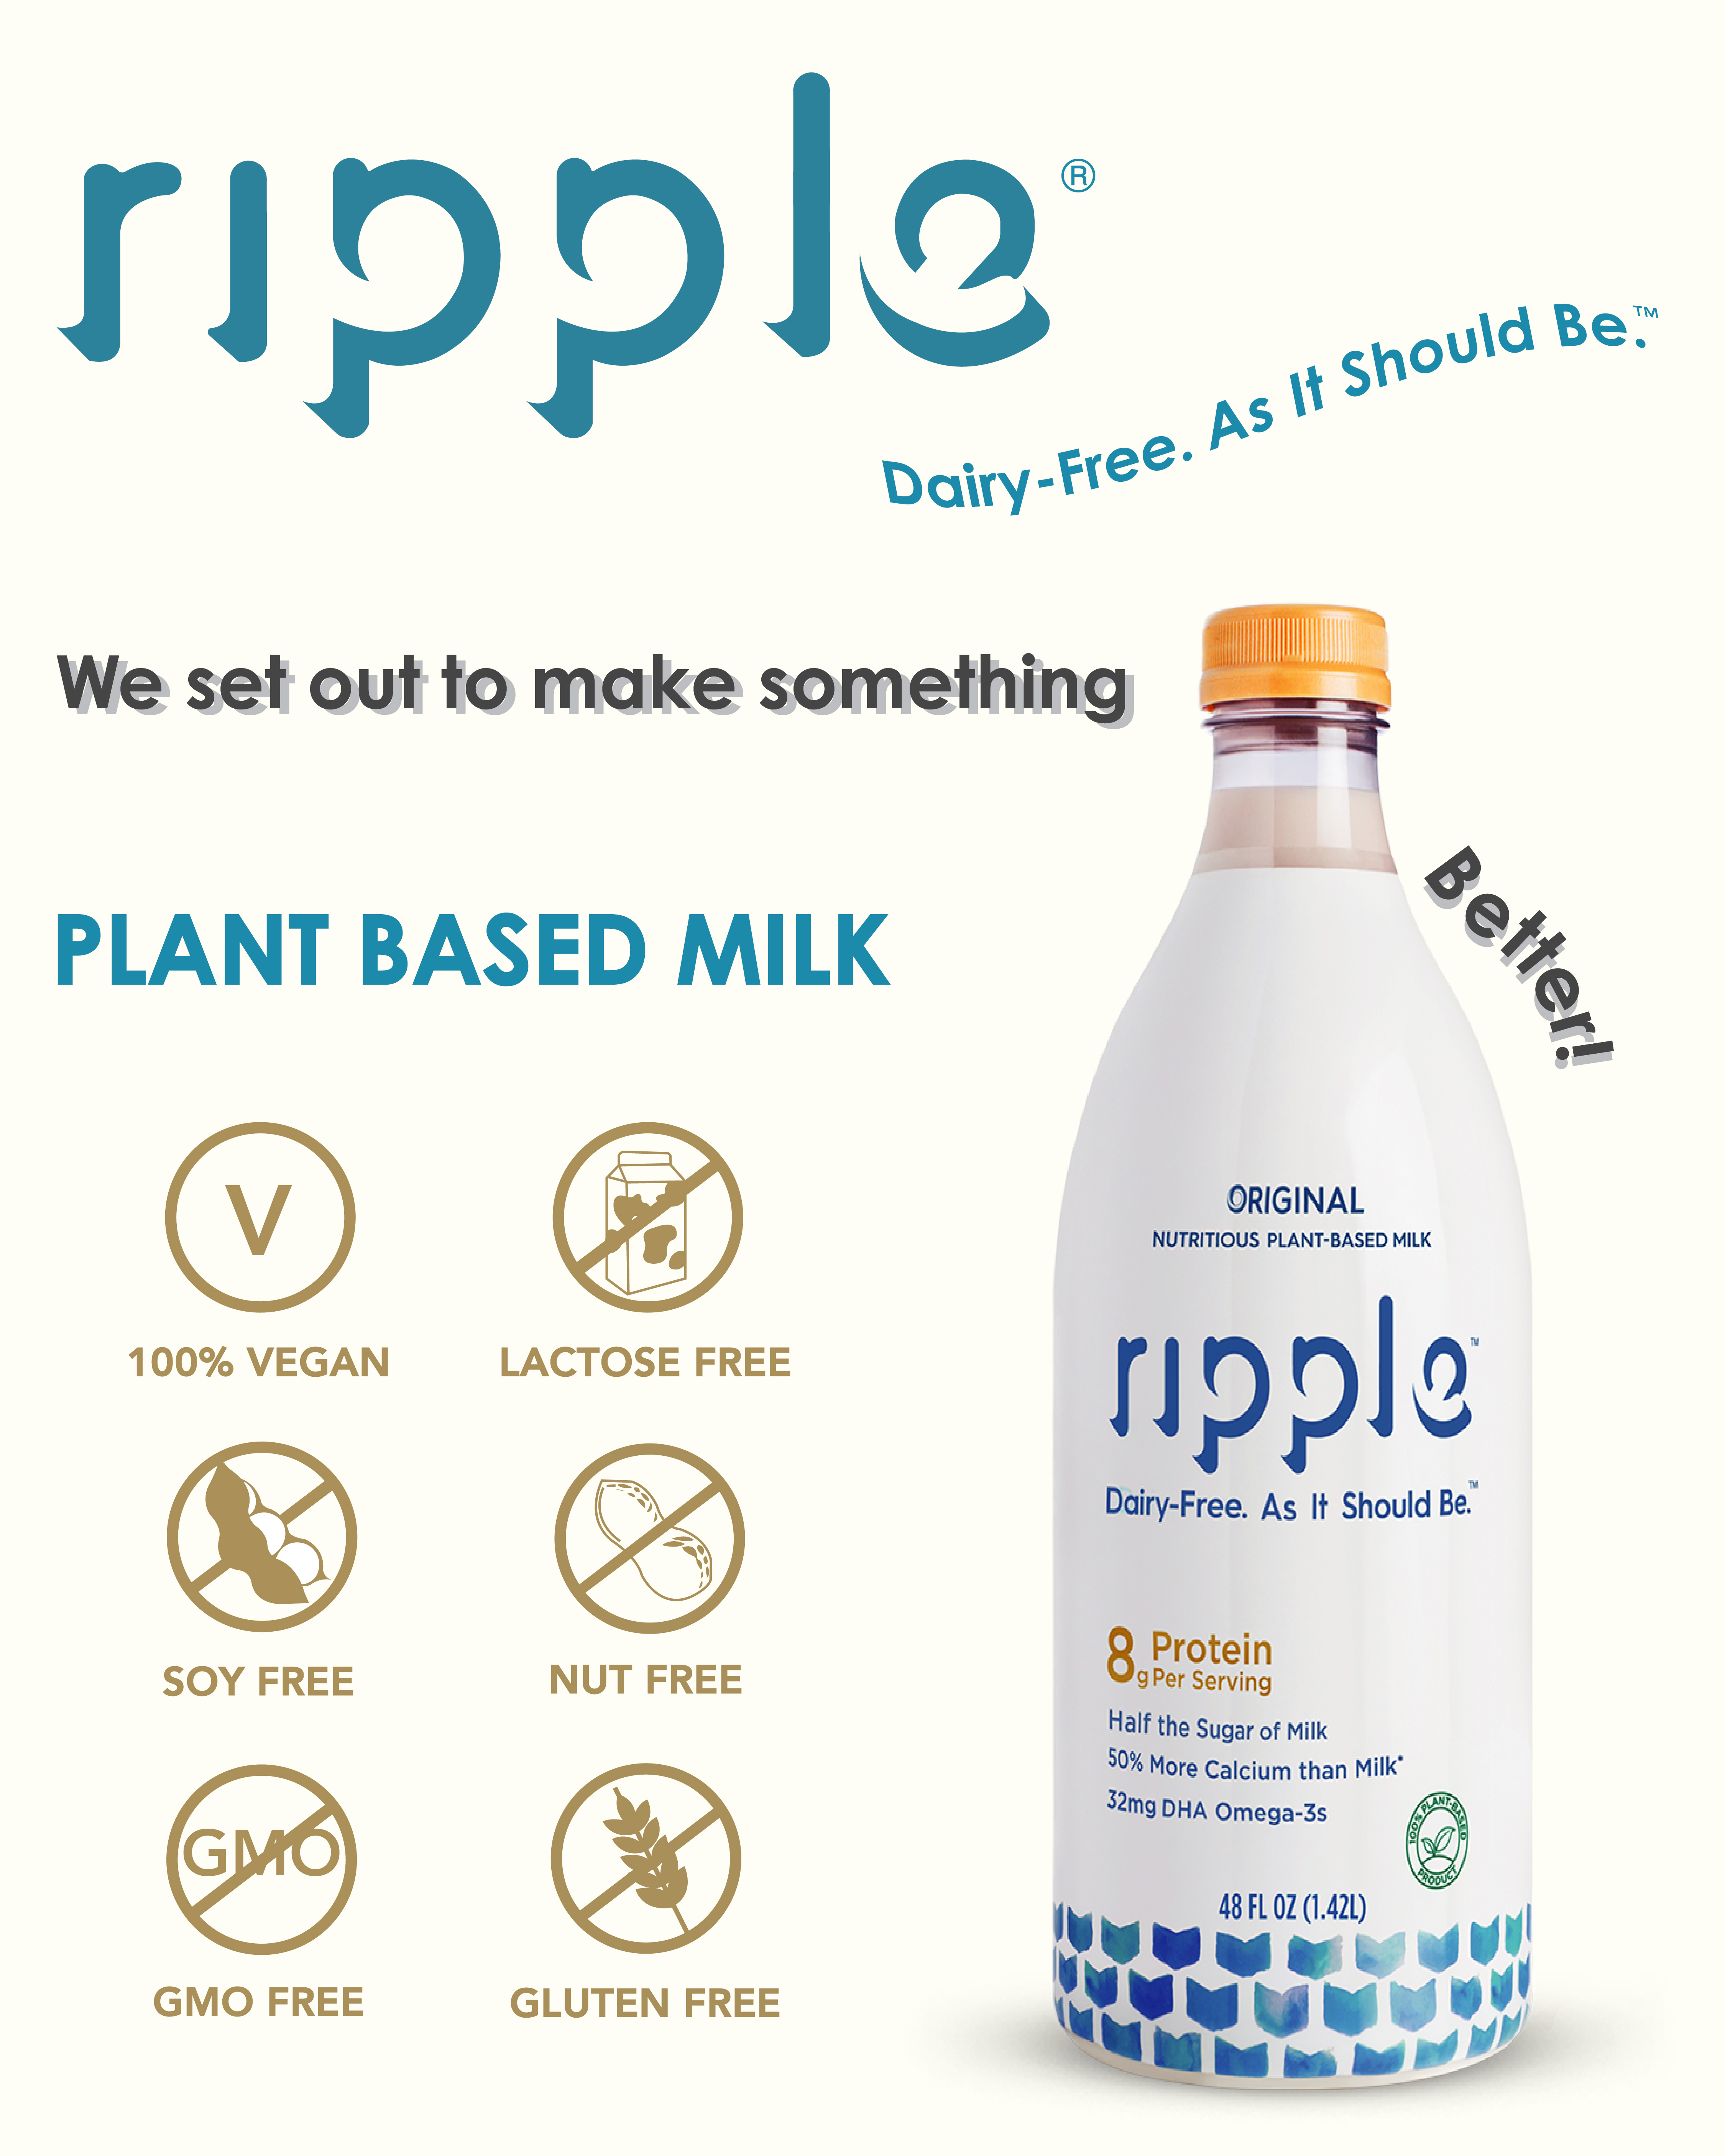 ripple®
Dairy-Free. As It Should Be.™
We set out to make something
Better!
PLANT BASED MILK
V
100% VEGAN
LACTOSE FREE
SOY FREE
NUT FREE
GMO
GMO FREE
GLUTEN FREE
ORIGINAL
NUTRITIOUS PLANT-BASED MILK
ripple™
Dairy-Free. As It Should Be.™
8g Protein
Per Serving
Half the Sugar of Milk
50% More Calcium than Milk*
32mg DHA Omega-3s
100% PLANT-BASED
PRODUCT
48 FL OZ (1.42L)